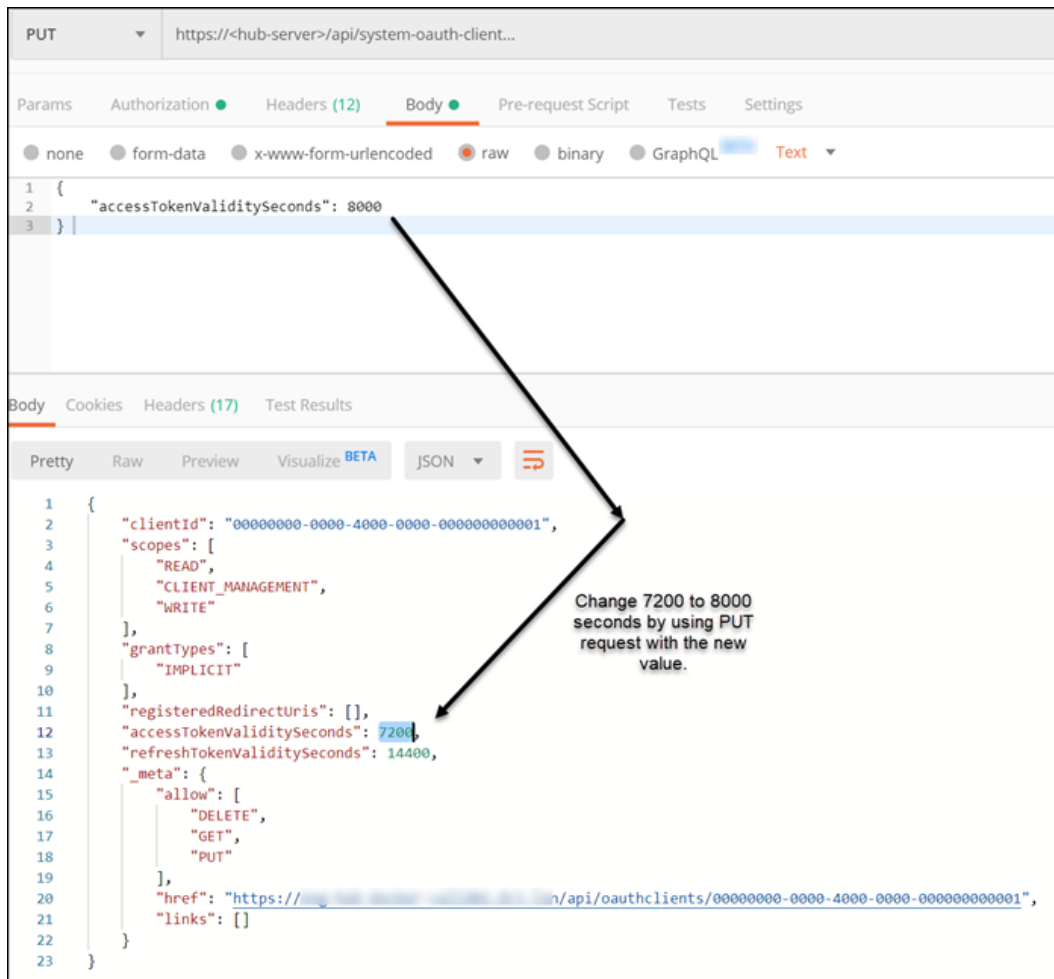 PUT https://<hub-server>/api/system-oauth-client...
Params Authorization Headers (12) Body Pre-request Script Tests Settings
none form-data x-www-form-urlencoded raw binary GraphQL Text
1 {
2 "accessTokenValiditySeconds": 8000
3 }
Body Cookies Headers (17) Test Results
Pretty Raw Preview Visualize BETA JSON
1 {
2 "clientId": "00000000-0000-4000-0000-000000000001",
3 "scopes": [
4 "READ",
5 "CLIENT_MANAGEMENT",
6 "WRITE"
7 ],
8 "grantTypes": [
9 "IMPLICIT"
10 ],
11 "registeredRedirectUris": [],
12 "accessTokenValiditySeconds": 7200,
13 "refreshTokenValiditySeconds": 14400,
14 "_meta": {
15 "allow": [
16 "DELETE",
17 "GET",
18 "PUT"
19 ],
20 "href": "https:// n/api/oauthclients/00000000-0000-4000-0000-000000000001",
21 "links": []
22 }
23 }
Change 7200 to 8000
seconds by using PUT
request with the new
value.